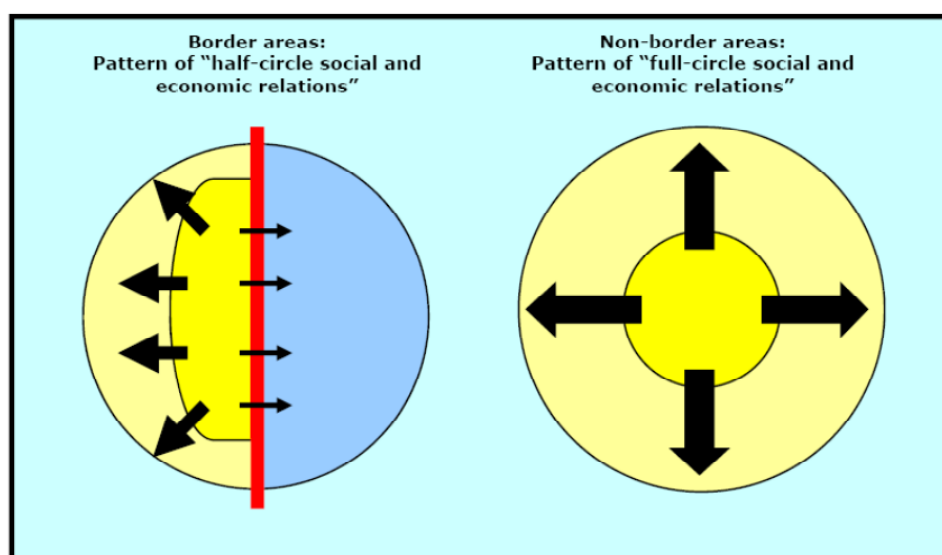 Border areas:
Pattern of “half-circle social and
economic relations”
Non-border areas:
Pattern of “full-circle social and
economic relations”